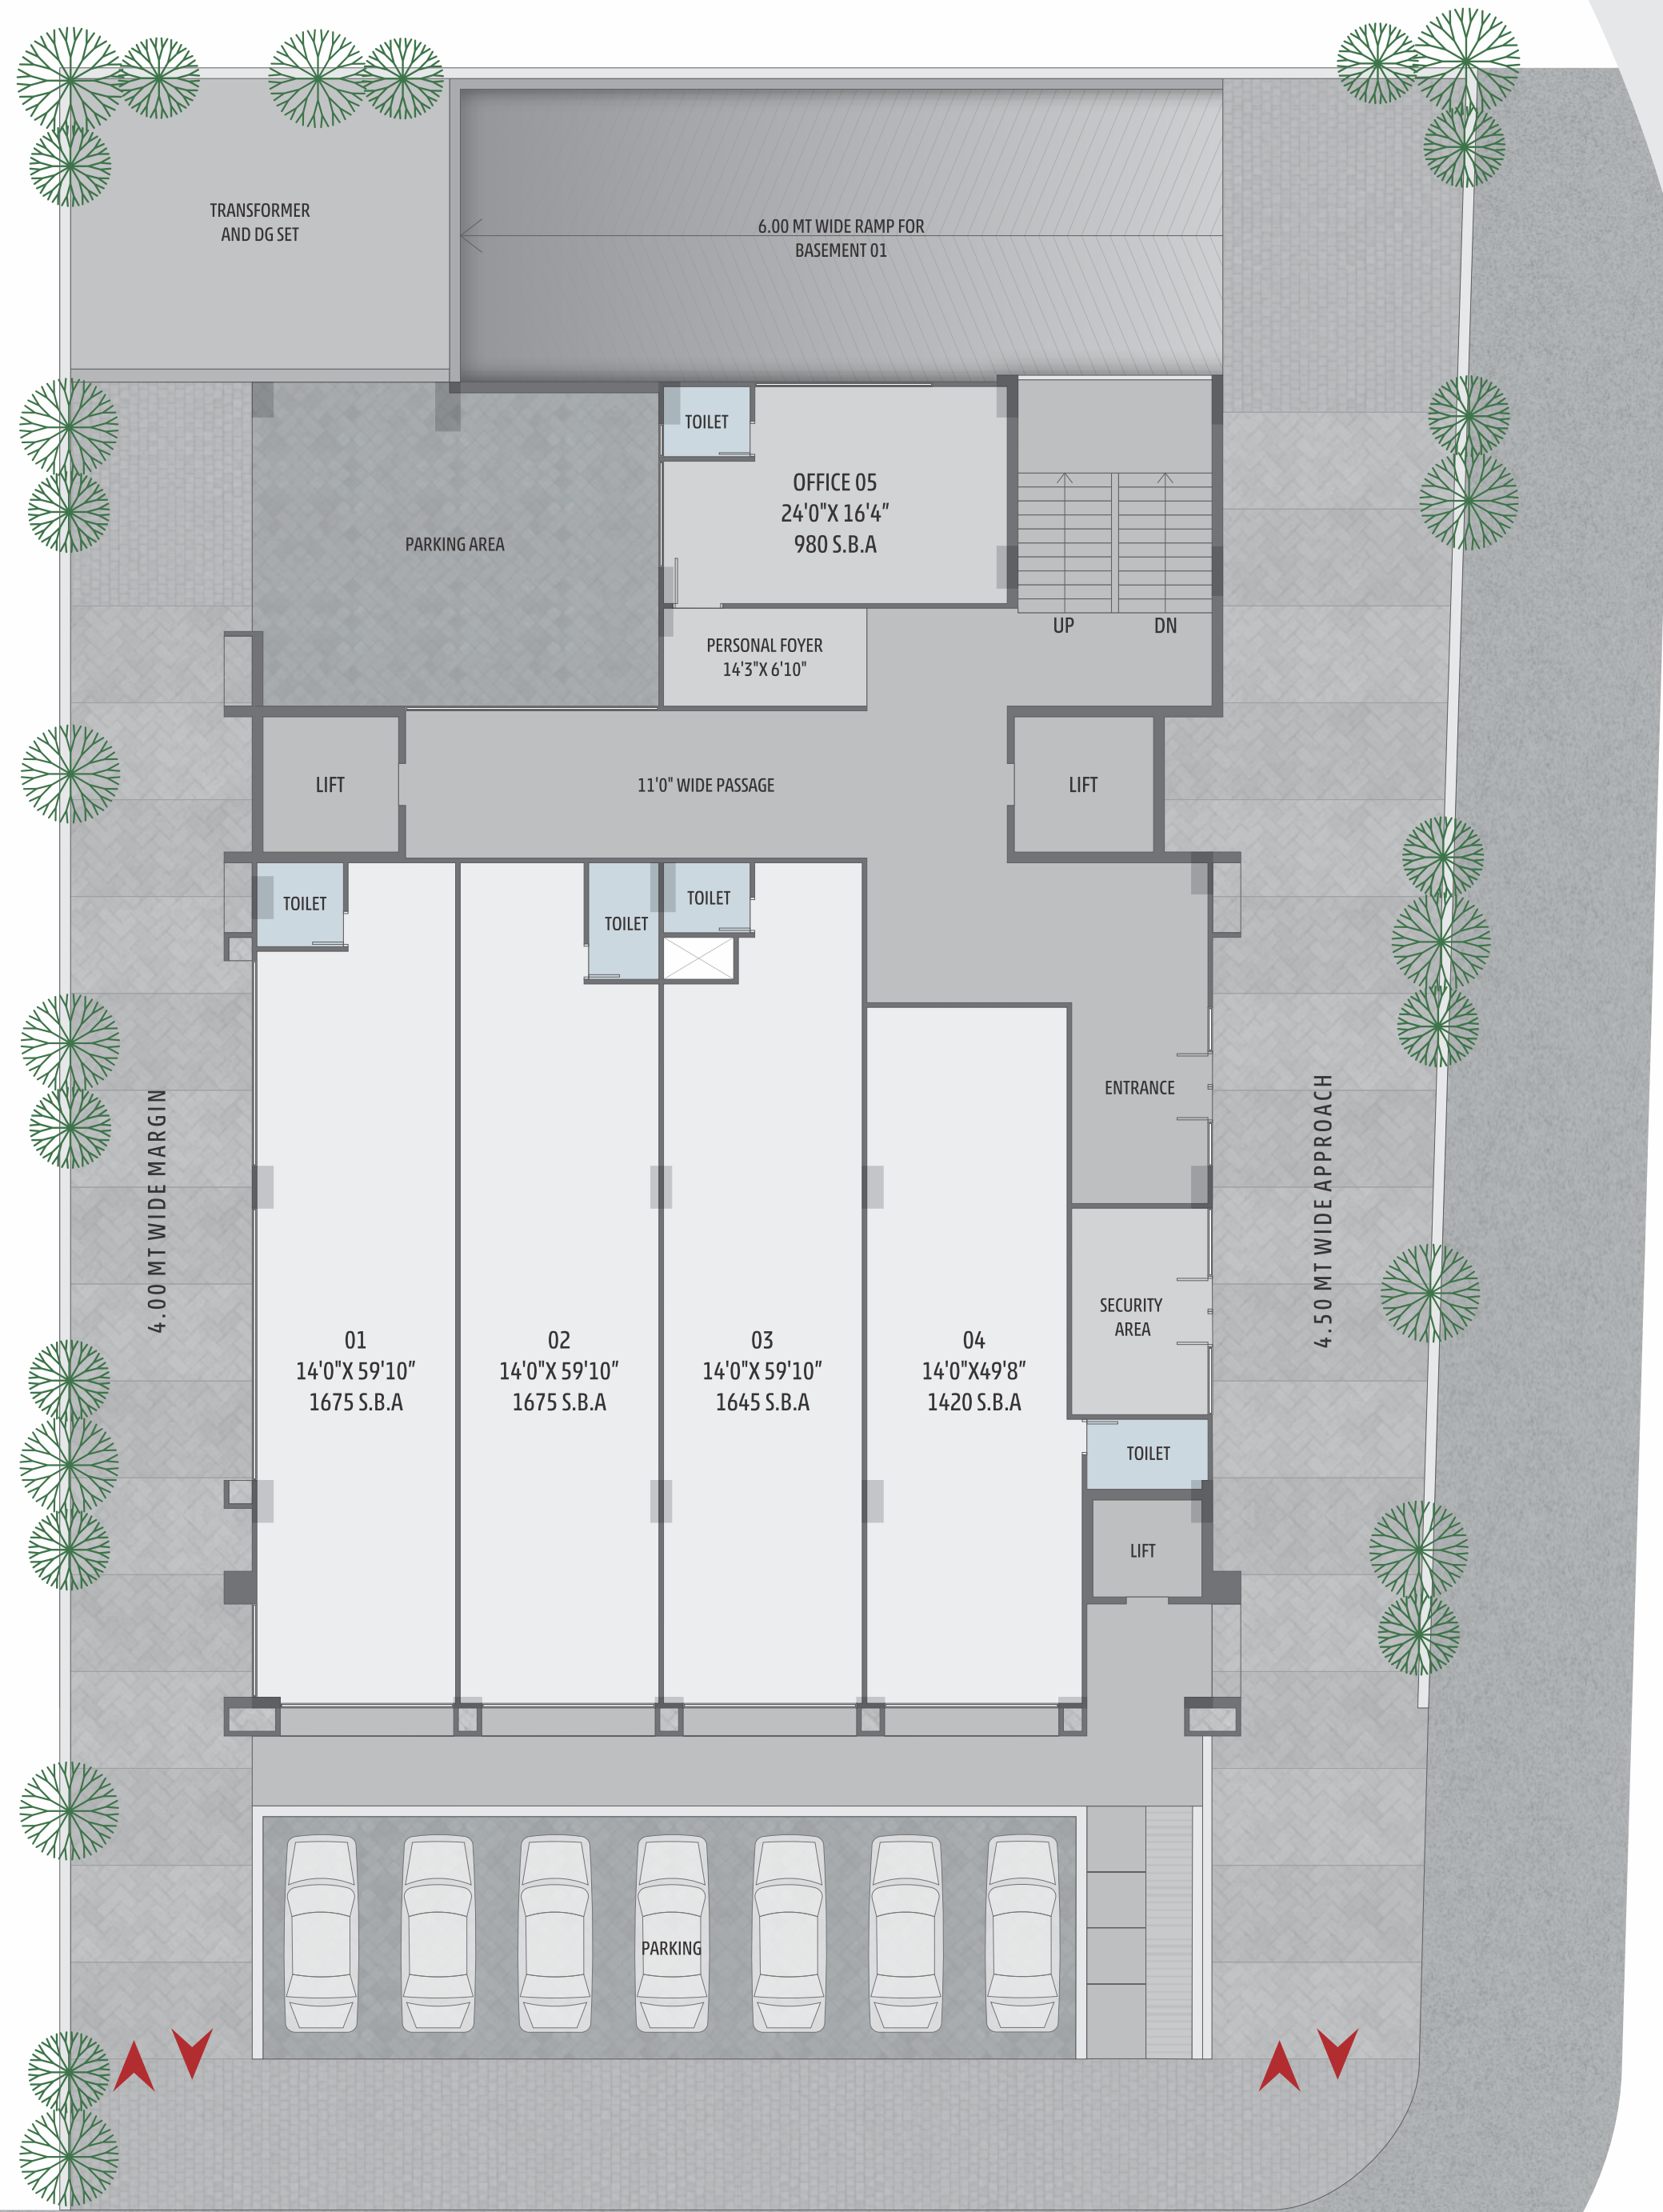 TRANSFORMER
AND DG SET
6.00 MT WIDE RAMP FOR
BASEMENT 01
TOILET
OFFICE 05
24'0"X 16'4”
980 S.B.A
PARKING AREA
UP
DN
PERSONAL FOYER
14'3"X 6'10"
LIFT
11'0" WIDE PASSAGE
LIFT
TOILET
TOILET
TOILET
ENTRANCE
4.00 MT WIDE MARGIN
4.50 MT WIDE APPROACH
SECURITY
AREA
01
14'0"X 59'10”
1675 S.B.A
02
14'0"X 59'10”
1675 S.B.A
03
14'0"X 59'10”
1645 S.B.A
04
14'0"X49'8”
1420 S.B.A
TOILET
LIFT
PARKING